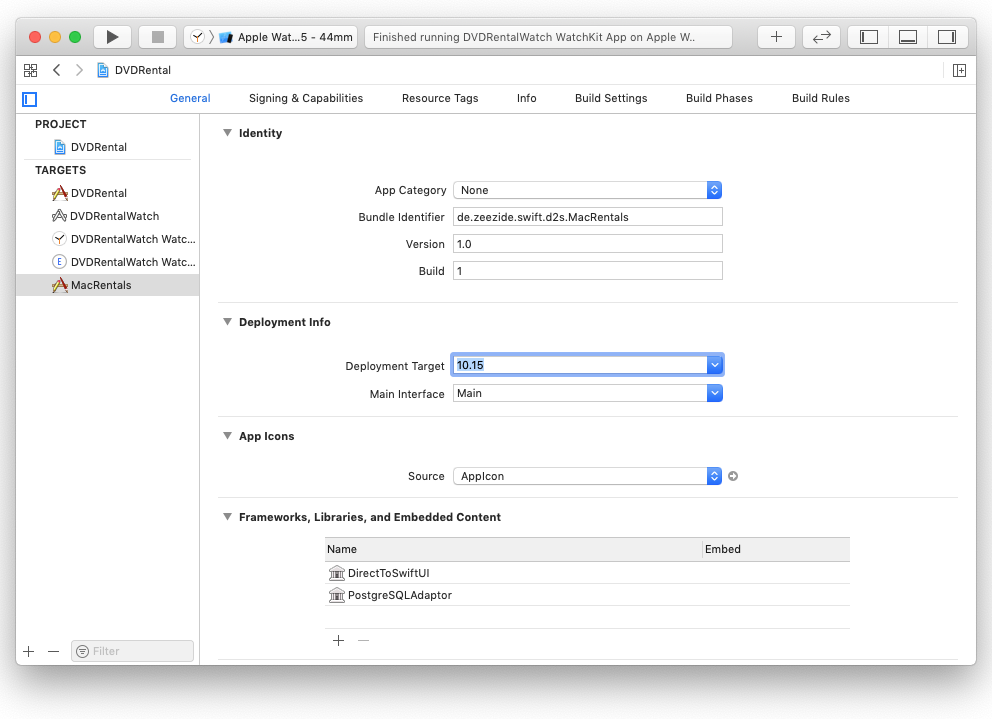 Apple Wat...5 - 44mm
Finished running DVDRentalWatch WatchKit App on Apple W..
DVDRental
General Signing & Capabilities Resource Tags Info Build Settings Build Phases Build Rules
PROJECT
DVDRental
TARGETS
DVDRental
DVDRentalWatch
DVDRentalWatch Watc...
E DVDRentalWatch Watc...
MacRentals
Filter
Identity
App Category None
Bundle Identifier de.zeezide.swift.d2s.MacRentals
Version 1.0
Build 1
Deployment Info
Deployment Target 10.15
Main Interface Main
App Icons
Source AppIcon
Frameworks, Libraries, and Embedded Content
Name Embed
DirectToSwiftUI
PostgreSQLAdaptor